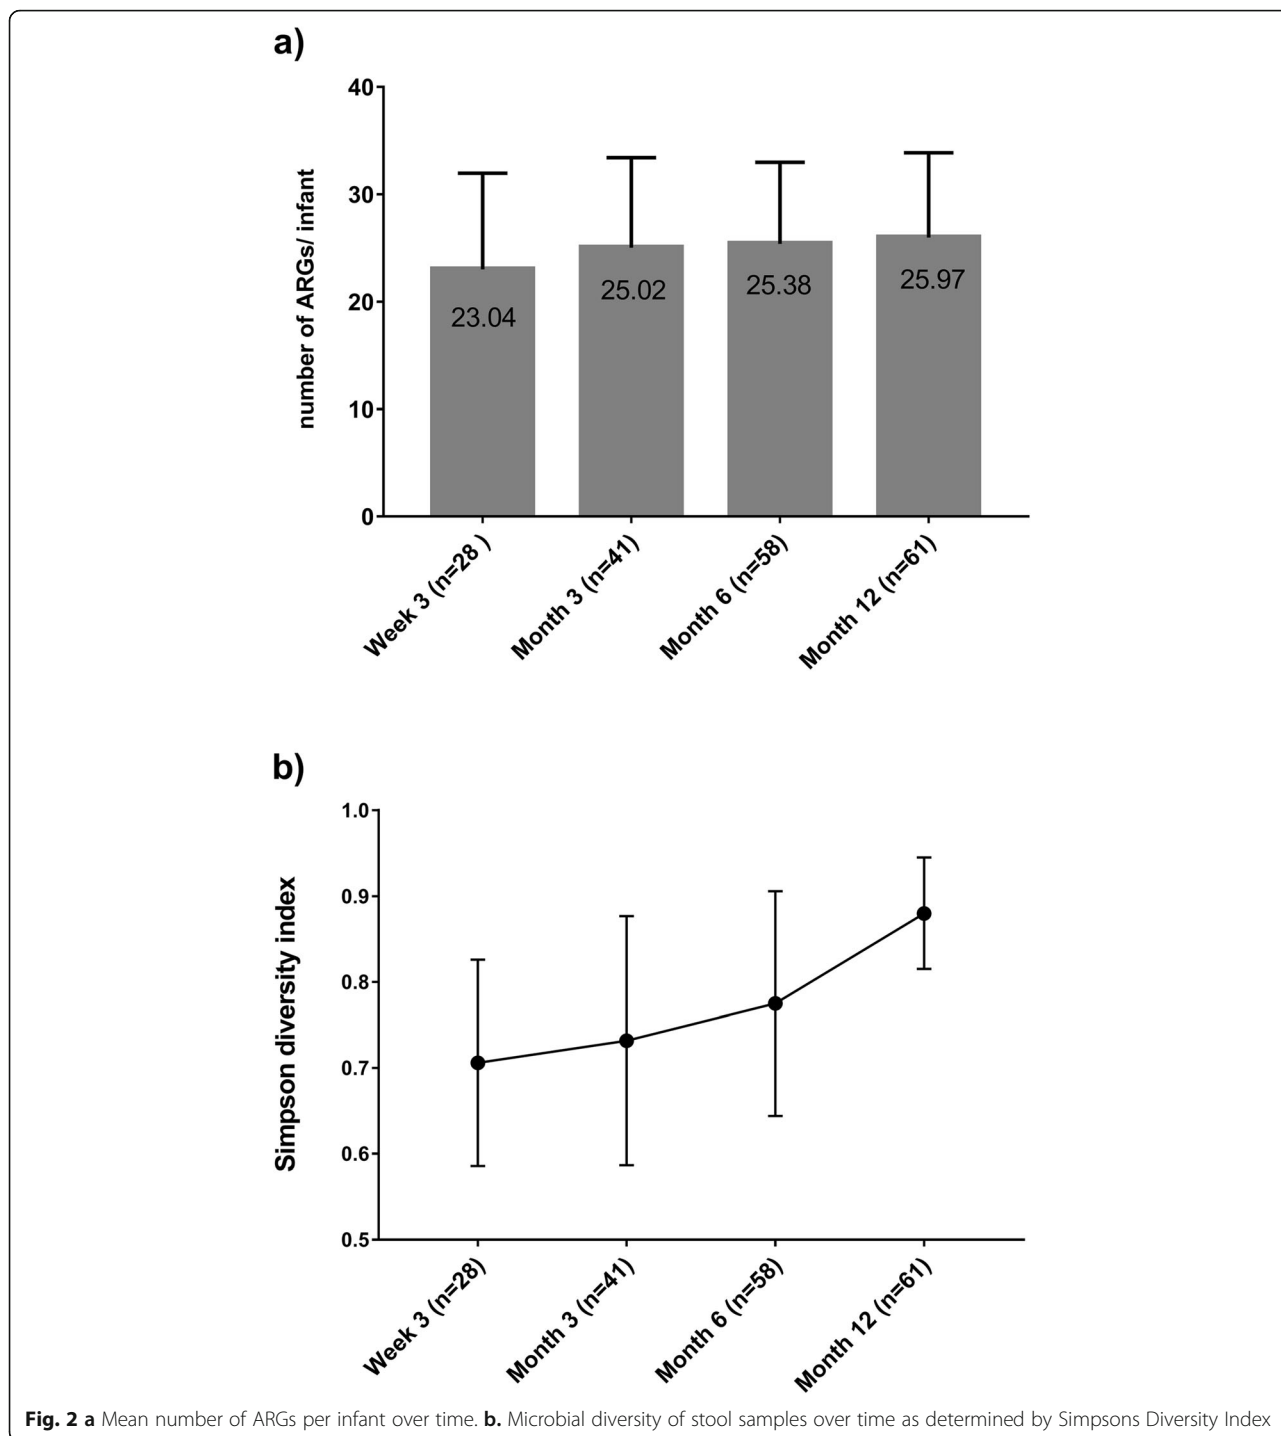 a)
40
30
20
10
0
number of ARGs/ infant
23.04
25.02
25.38
25.97
Week 3 (n=28 )
Month 3 (n=41)
Month 6 (n=58)
Month 12 (n=61)
b)
1.0
0.9
0.8
0.7
0.6
0.5
Simpson diversity index
Week 3 (n=28)
Month 3 (n=41)
Month 6 (n=58)
Month 12 (n=61)
Fig. 2 a Mean number of ARGs per infant over time. b. Microbial diversity of stool samples over time as determined by Simpsons Diversity Index